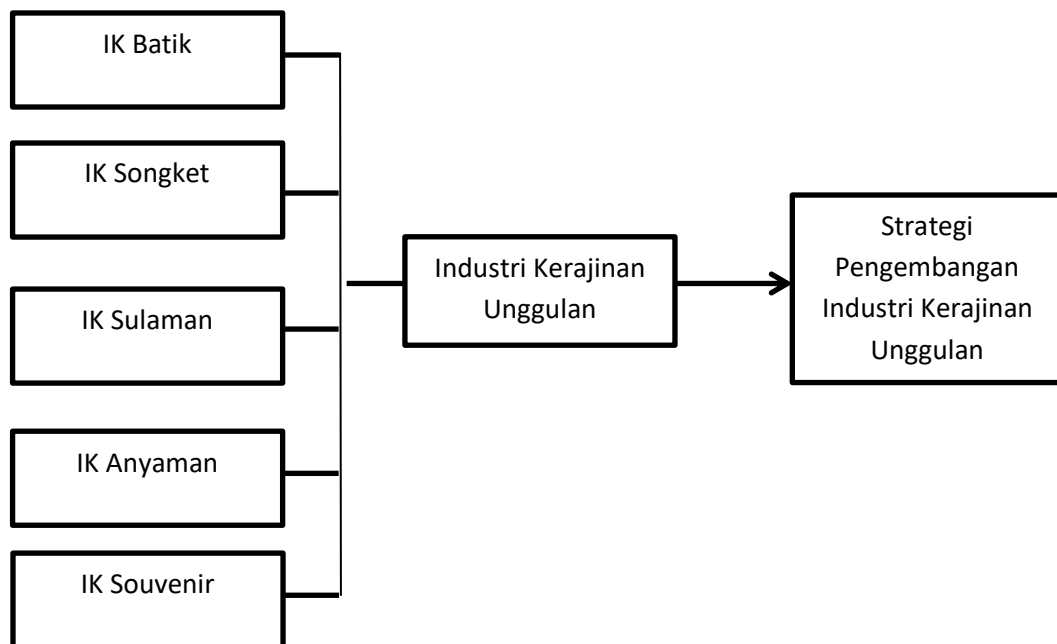 IK Batik
IK Songket
IK Sulaman
IK Anyaman
IK Souvenir
Industri Kerajinan
Unggulan
Strategi
Pengembangan
Industri Kerajinan
Unggulan